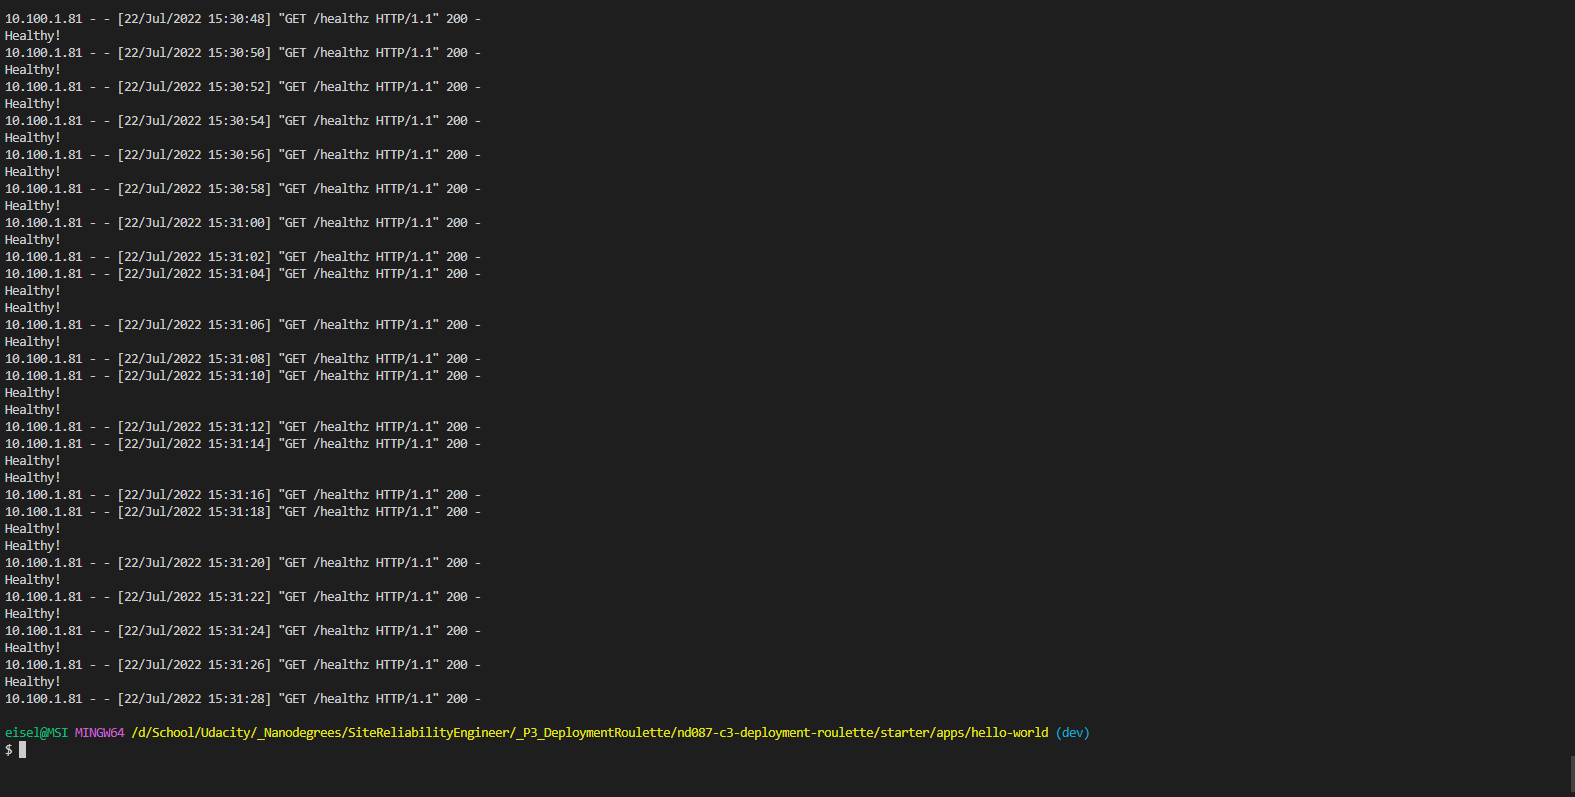 10.100.1.81 - - [22/Jul/2022 15:30:48] "GET /healthz HTTP/1.1" 200 -
Healthy!
10.100.1.81 - - [22/Jul/2022 15:30:50] "GET /healthz HTTP/1.1" 200 -
Healthy!
10.100.1.81 - - [22/Jul/2022 15:30:52] "GET /healthz HTTP/1.1" 200 -
Healthy!
10.100.1.81 - - [22/Jul/2022 15:30:54] "GET /healthz HTTP/1.1" 200 -
Healthy!
10.100.1.81 - - [22/Jul/2022 15:30:56] "GET /healthz HTTP/1.1" 200 -
Healthy!
10.100.1.81 - - [22/Jul/2022 15:30:58] "GET /healthz HTTP/1.1" 200 -
Healthy!
10.100.1.81 - - [22/Jul/2022 15:31:00] "GET /healthz HTTP/1.1" 200 -
Healthy!
10.100.1.81 - - [22/Jul/2022 15:31:02] "GET /healthz HTTP/1.1" 200 -
10.100.1.81 - - [22/Jul/2022 15:31:04] "GET /healthz HTTP/1.1" 200 -
Healthy!
Healthy!
10.100.1.81 - - [22/Jul/2022 15:31:06] "GET /healthz HTTP/1.1" 200 -
Healthy!
10.100.1.81 - - [22/Jul/2022 15:31:08] "GET /healthz HTTP/1.1" 200 -
10.100.1.81 - - [22/Jul/2022 15:31:10] "GET /healthz HTTP/1.1" 200 -
Healthy!
Healthy!
10.100.1.81 - - [22/Jul/2022 15:31:12] "GET /healthz HTTP/1.1" 200 -
10.100.1.81 - - [22/Jul/2022 15:31:14] "GET /healthz HTTP/1.1" 200 -
Healthy!
Healthy!
10.100.1.81 - - [22/Jul/2022 15:31:16] "GET /healthz HTTP/1.1" 200 -
10.100.1.81 - - [22/Jul/2022 15:31:18] "GET /healthz HTTP/1.1" 200 -
Healthy!
Healthy!
10.100.1.81 - - [22/Jul/2022 15:31:20] "GET /healthz HTTP/1.1" 200 -
Healthy!
10.100.1.81 - - [22/Jul/2022 15:31:22] "GET /healthz HTTP/1.1" 200 -
Healthy!
10.100.1.81 - - [22/Jul/2022 15:31:24] "GET /healthz HTTP/1.1" 200 -
Healthy!
10.100.1.81 - - [22/Jul/2022 15:31:26] "GET /healthz HTTP/1.1" 200 -
Healthy!
10.100.1.81 - - [22/Jul/2022 15:31:28] "GET /healthz HTTP/1.1" 200 -
eisel@MSI MINGW64 /d/School/Udacity/_Nanodegrees/SiteReliabilityEngineer/_P3_DeploymentRoulette/nd087-c3-deployment-roulette/starter/apps/hello-world (dev)
$